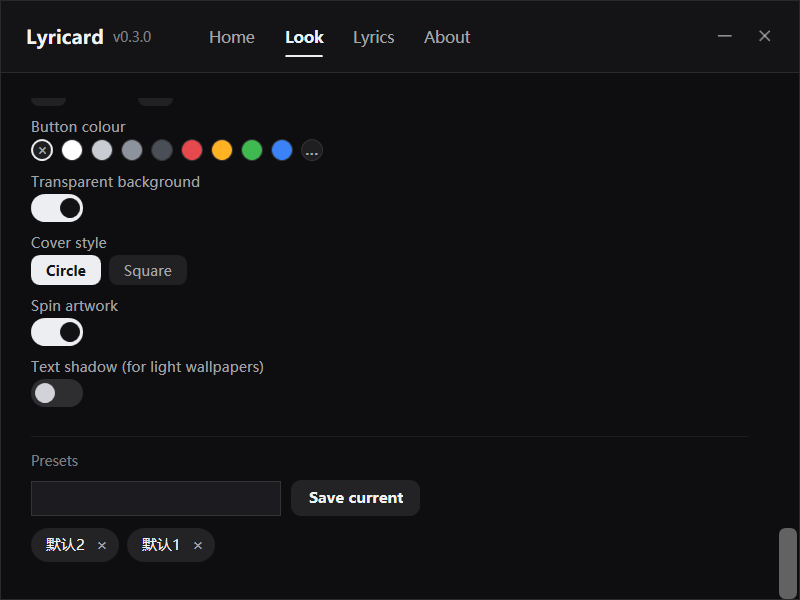 Lyricard v0.3.0 Home Look Lyrics About
Button colour
...
Transparent background
Cover style
Circle Square
Spin artwork
Text shadow (for light wallpapers)
Presets
Save current
默认2 × 默认1 ×